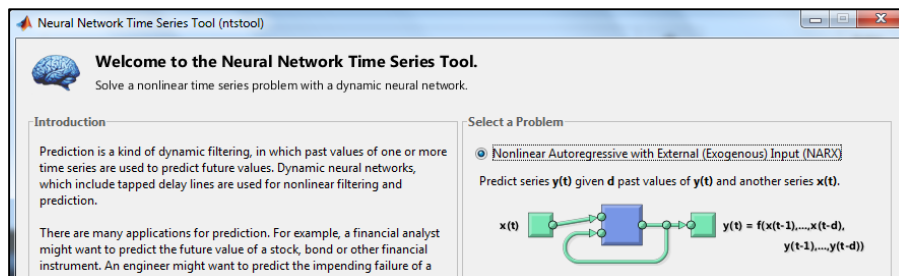 Neural Network Time Series Tool (ntstool)
Welcome to the Neural Network Time Series Tool.
Solve a nonlinear time series problem with a dynamic neural network.
Introduction
Prediction is a kind of dynamic filtering, in which past values of one or more
time series are used to predict future values. Dynamic neural networks,
which include tapped delay lines are used for nonlinear filtering and
prediction.
There are many applications for prediction. For example, a financial analyst
might want to predict the future value of a stock, bond or other financial
instrument. An engineer might want to predict the impending failure of a
Select a Problem
Nonlinear Autoregressive with External (Exogenous) Input (NARX)
Predict series y(t) given d past values of y(t) and another series x(t).
x(t)
y(t) = f(x(t-1),...,x(t-d),
y(t-1),...,y(t-d))